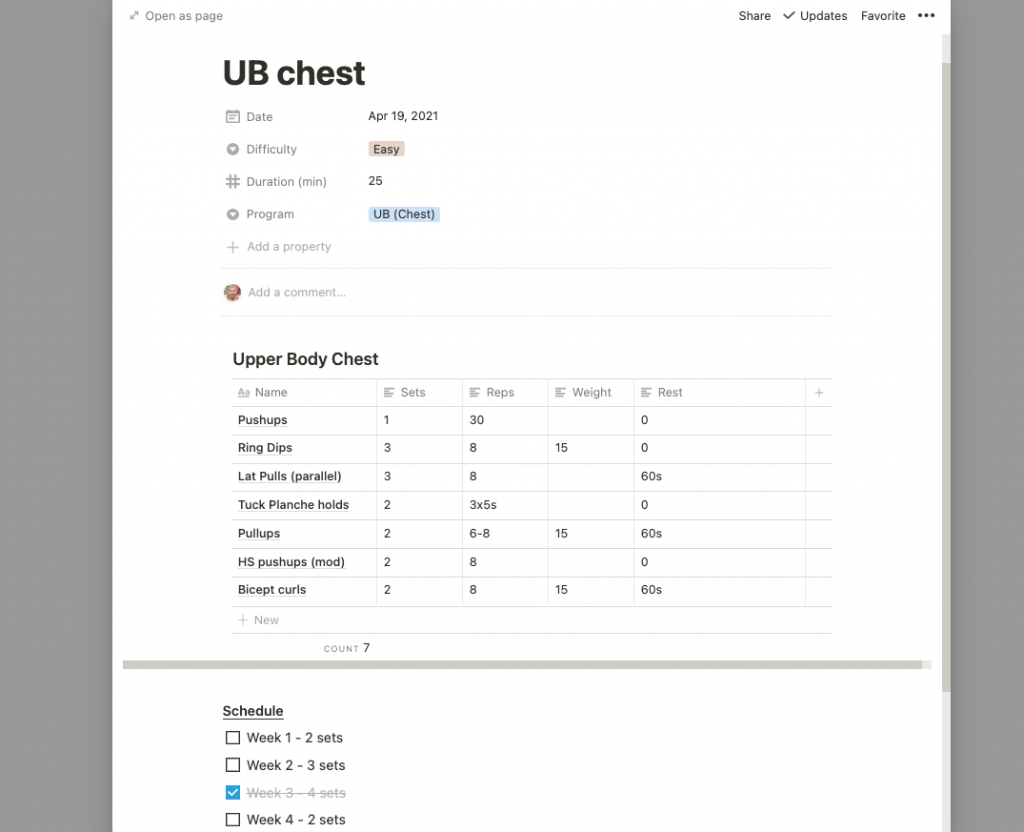 Open as page Share Updates Favorite
UB chest
Date Apr 19, 2021
Difficulty Easy
Duration (min) 25
Program UB (Chest)
Add a property
Add a comment...
Upper Body Chest
Aa Name Sets Reps Weight Rest
Pushups 1 30 0
Ring Dips 3 8 15 0
Lat Pulls (parallel) 3 8 60s
Tuck Planche holds 2 3x5s 0
Pullups 2 6-8 15 60s
HS pushups (mod) 2 8 0
Bicept curls 2 8 15 60s
New
COUNT 7
Schedule
Week 1 - 2 sets
Week 2 - 3 sets
Week 3 - 4 sets
Week 4 - 2 sets